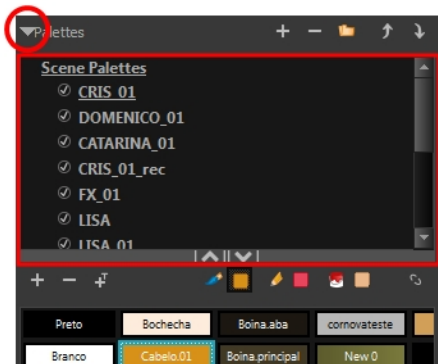 Palettes
Scene Palettes
CRIS_01
DOMENICO_01
CATARINA_01
CRIS_01_rec
FX_01
LISA
LISA_01
Preto Bochecha Boina.aba cornovateste
Branco Cabelo.01 Boina.principal New 0